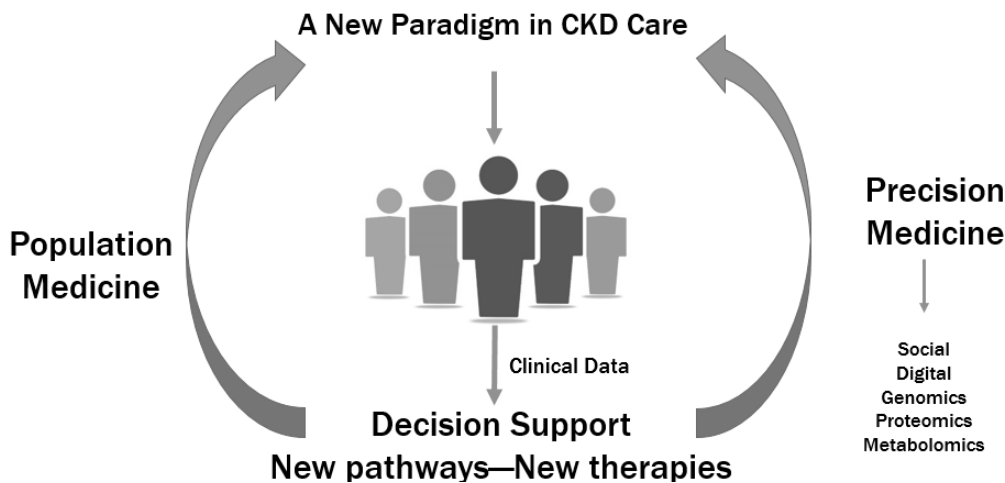 A New Paradigm in CKD Care
Population
Medicine
Precision
Medicine
Social
Digital
Genomics
Proteomics
Metabolomics
Clinical Data
Decision Support
New pathways—New therapies